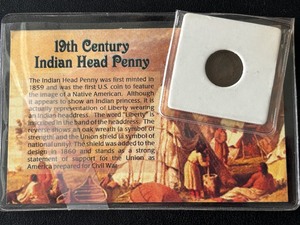 19th Century
Indian Head Penny
The Indian Head Penny was first minted in
1859 and was the first U.S. coin to feature
the image of a Native American. Although
it appears to show an Indian princess, it is
actually representation of Liberty wearing
an Indian headdress. The word "Liberty" is
inscribed in the band of the headdress. The
reverse shows an oak wreath (a symbol of
strength) and the Union shield (a symbol of
national unity). The shield was added to the
design in 1860 and stands as a strong
statement of support for the Union as
America prepared for Civil War.